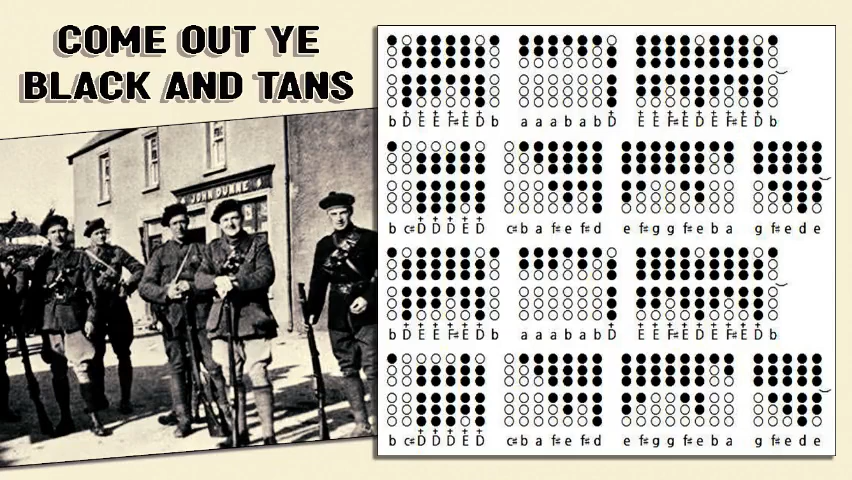 COME OUT YE
BLACK AND TANS
JOHN DUNNE
+ + + + + +
b D E E F# E D b a a a b a b D E E F# E D E F# E D b
+ + + +
b c# D D D E D c# b a f# e f# d e f# g g f# e b a g f# e d e
b D E E F# E D b a a a b a b D E E F# E D E F# E D b
b c# D D D E D c# b a f# e f# d e f# g g f# e b a g f# e d e